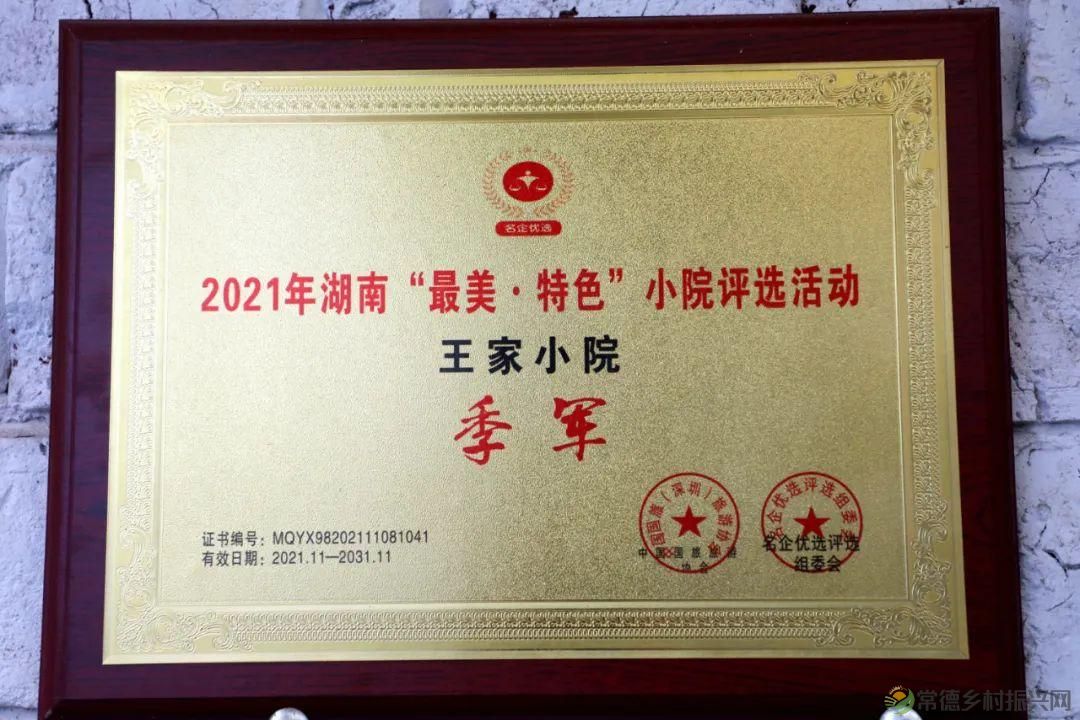 名企优选
2021年湖南“最美·特色”小院评选活动
王家小院
季军
证书编号：MQYX98202111081041
有效日期：2021.11—2031.11
名企优选评选
组委会
名企优选评选组委会
常德乡村振兴网